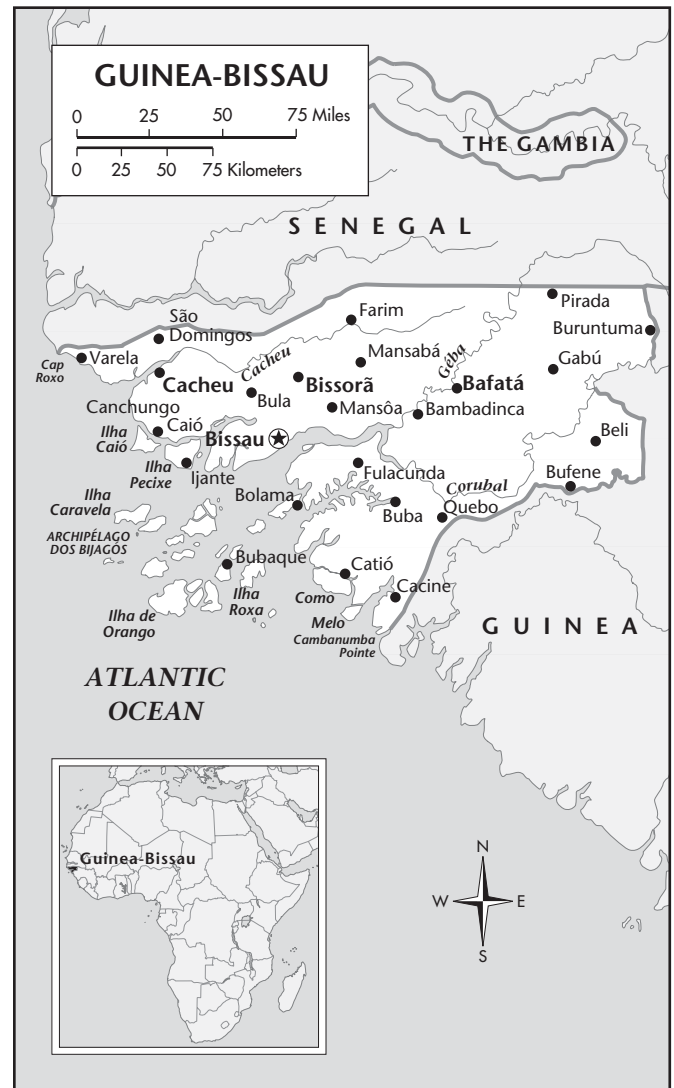 GUINEA-BISSAU
0 25 50 75 Miles
0 25 50 75 Kilometers
THE GAMBIA
SENEGAL
São
Domingos
Farim
Pirada
Buruntuma
Cap
Roxo
Varela
Cacheu
Mansabá
Géba
Gabú
Cacheu
Bissorã
Bafatá
Canchungo
Bula
Mansôa
Bambadinca
Ilha
Caió
Caió
Bissau
Beli
Ilha
Pecixe
Ijante
Fulacunda
Corubal
Bufene
Ilha
Caravela
Bolama
Buba
Quebo
ARCHIPÉLAGO
DOS BIJAGÓS
Bubaque
Catió
Ilha
Roxa
Como
Cacine
Ilha de
Orango
Melo
Cambanumba
Pointe
GUINEA
ATLANTIC
OCEAN
Guinea-Bissau
N
W E
S